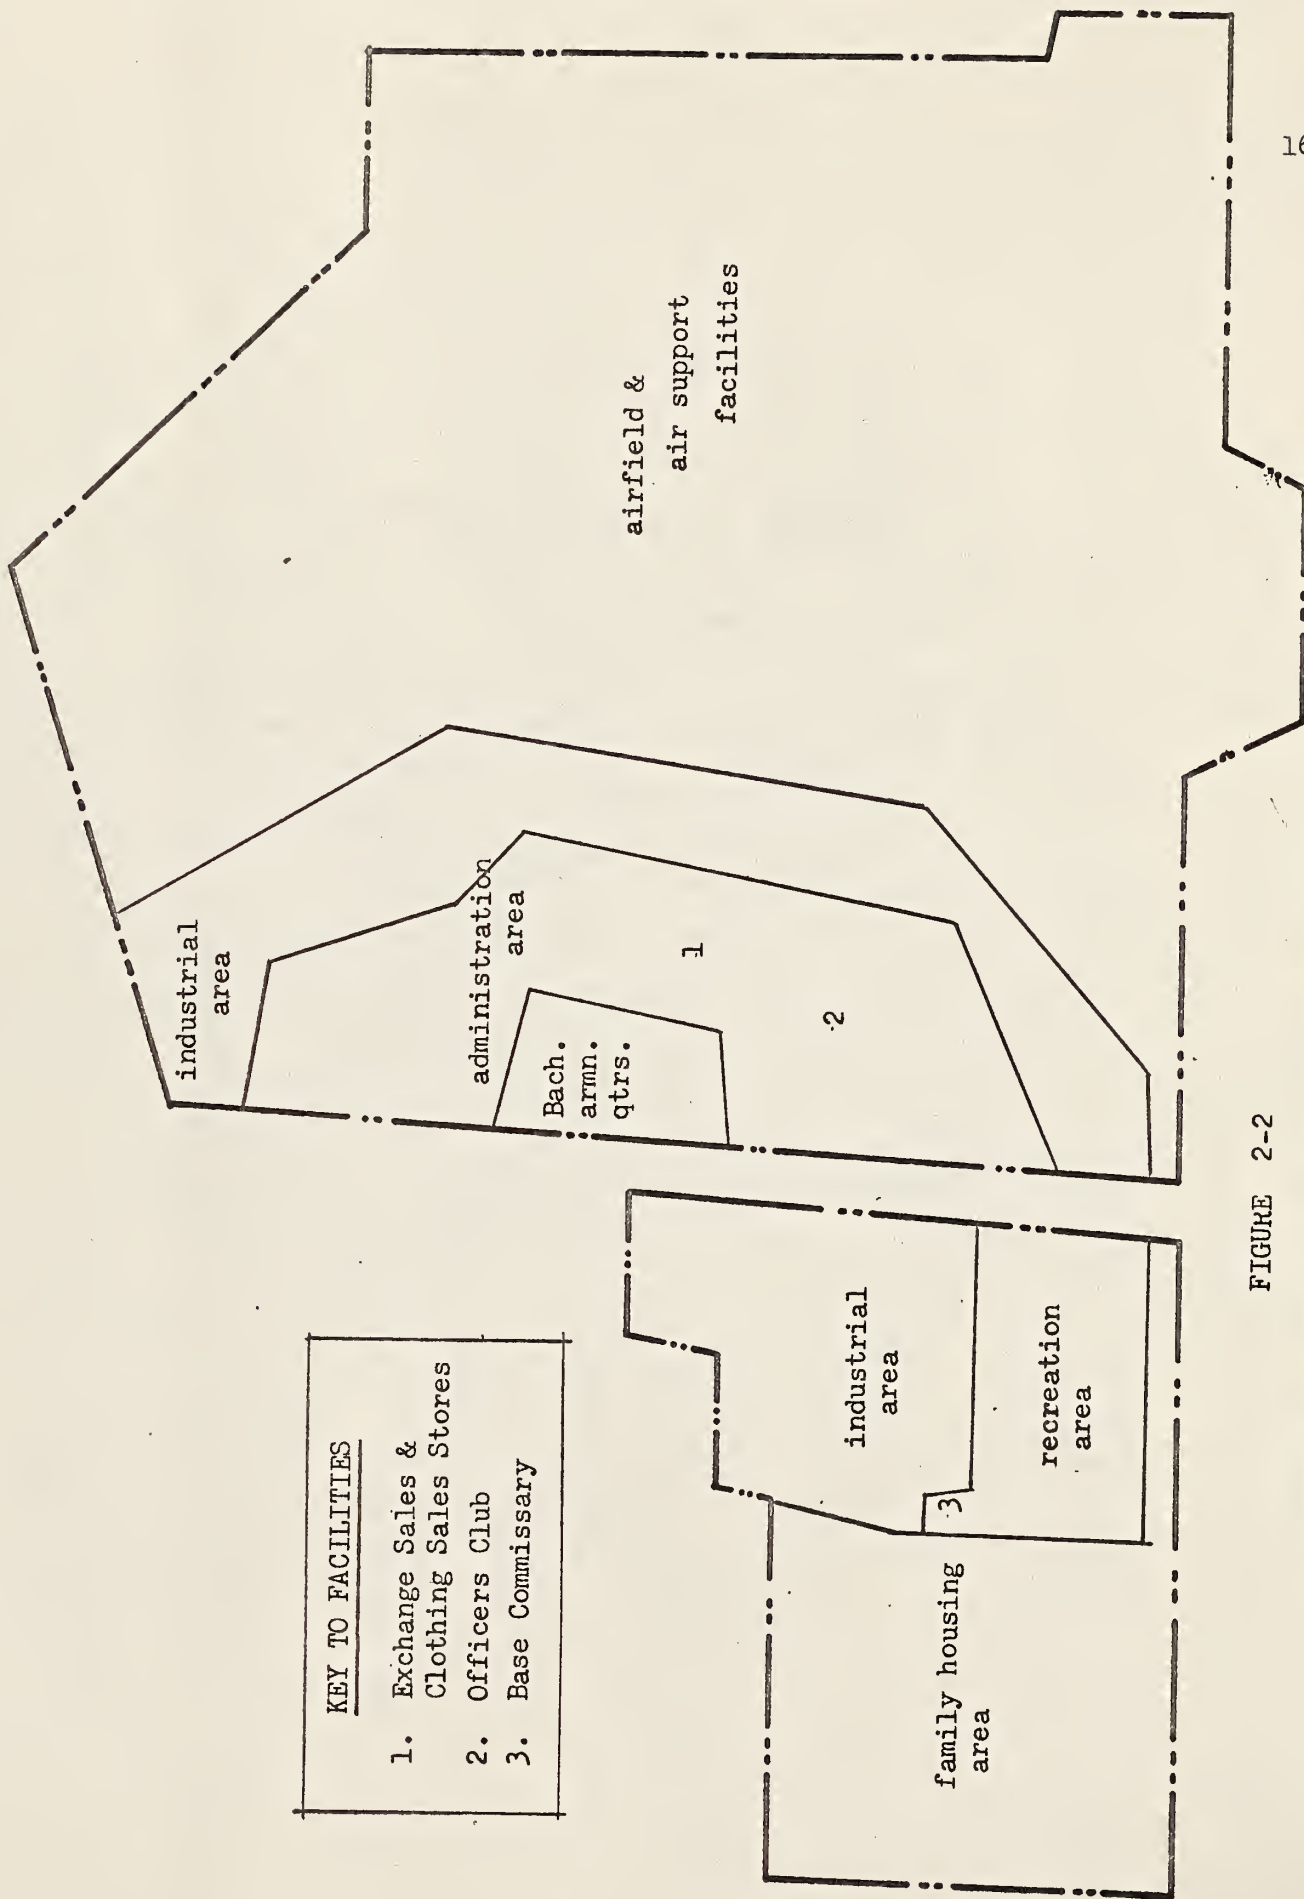 16
airfield &
air support
facilities
industrial
area
administration
area
1
2
Bach.
armn.
qtrs.
KEY TO FACILITIES
1. Exchange Sales &
Clothing Sales Stores
2. Officers Club
3. Base Commissary
industrial
area
3
recreation
area
family housing
area
FIGURE 2-2